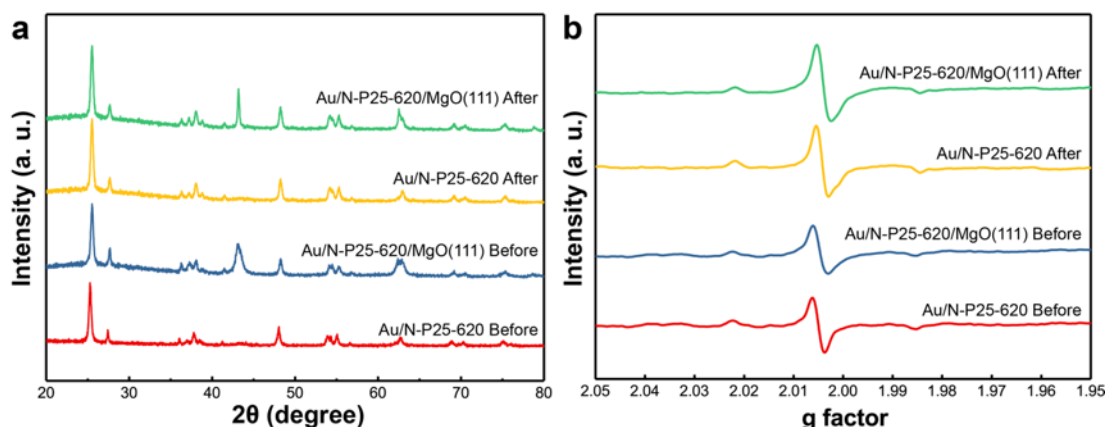 a
Intensity (a. u.)
Au/N-P25-620/MgO(111) After
Au/N-P25-620 After
Au/N-P25-620/MgO(111) Before
Au/N-P25-620 Before
20 30 40 50 60 70 80
2θ (degree)
b
Intensity (a. u.)
Au/N-P25-620/MgO(111) After
Au/N-P25-620 After
Au/N-P25-620/MgO(111) Before
Au/N-P25-620 Before
2.05 2.04 2.03 2.02 2.01 2.00 1.99 1.98 1.97 1.96 1.95
g factor